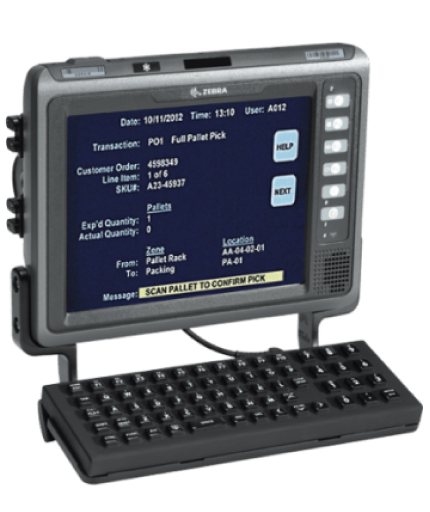 ZEBRA
Date: 10/11/2012 Time: 13:10 User: A012
Transaction: PO1 Full Pallet Pick
HELP
Customer Order: 4598349
Line Item: 1 of 6
SKU#: A23-45937
NEXT
Pallets
Exp'd Quantity: 1
Actual Quantity: 0
Zone Location
From: Pallet Rack AA-04-02-01
To: Packing PA-01
Message: SCAN PALLET TO CONFIRM PICK